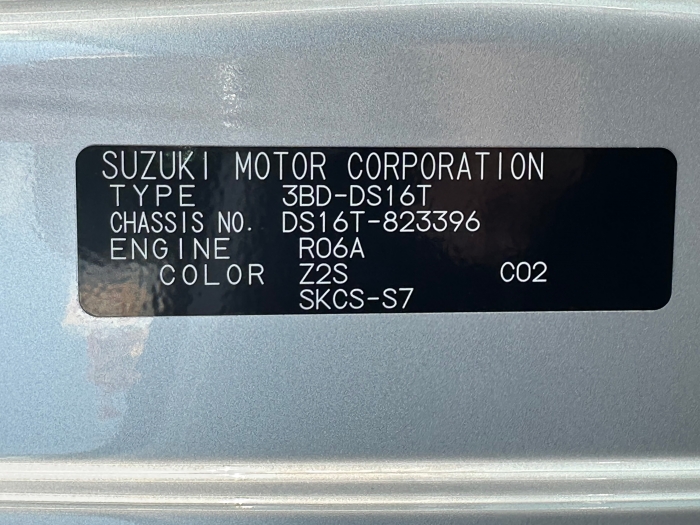 SUZUKI MOTOR CORPORATION
TYPE 3BD-DS16T
CHASSIS NO. DS16T-823396
ENGINE R06A
COLOR Z2S C02
SKCS-S7